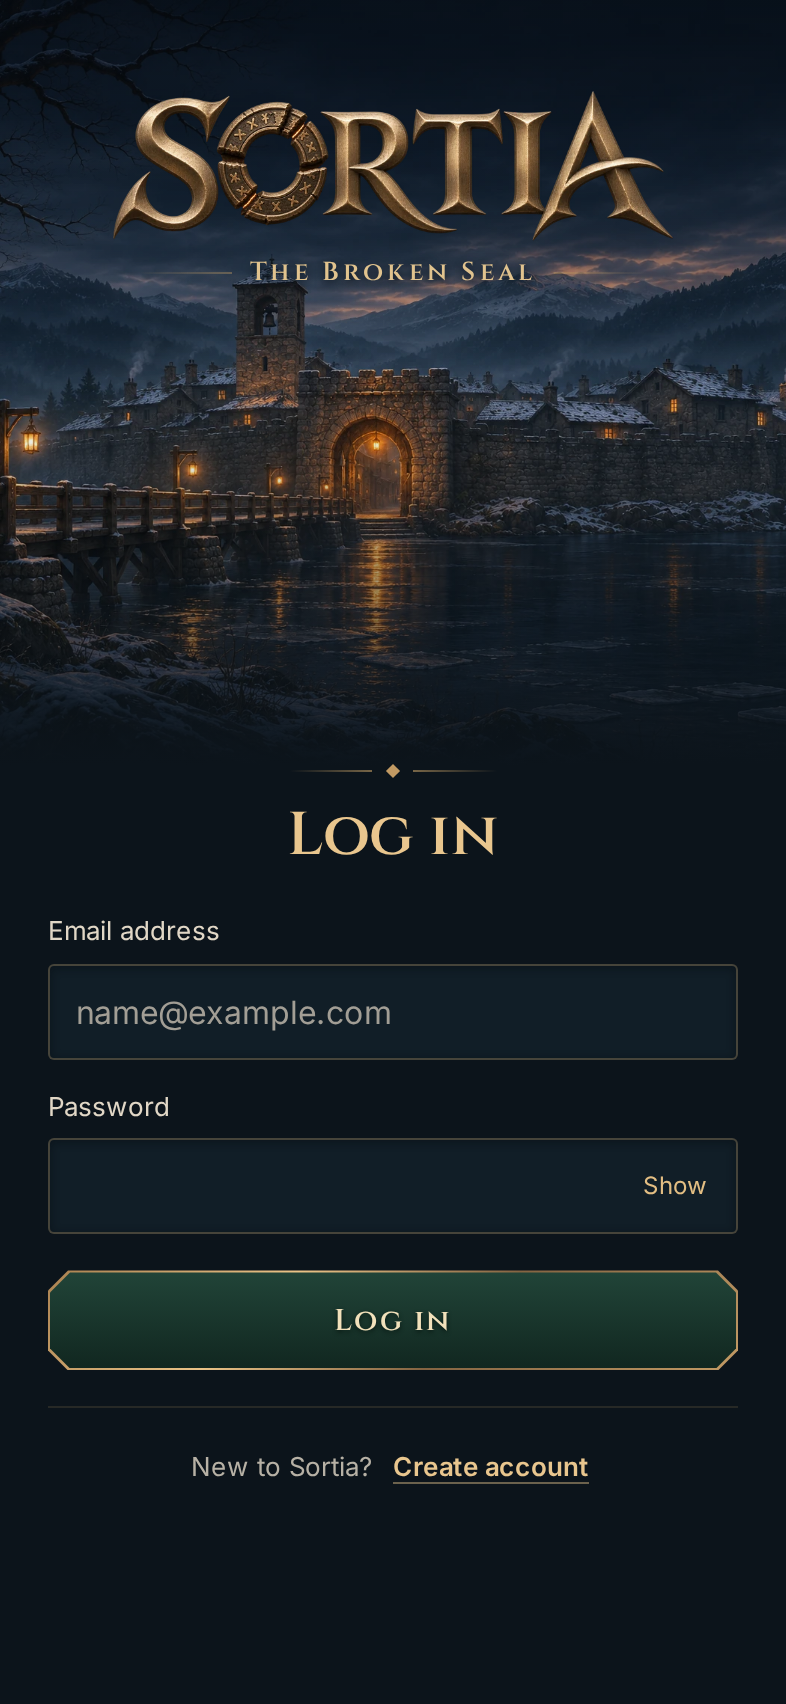 SORTIA
The Broken Seal
Log in
Email address
name@example.com
Password
Show
Log in
New to Sortia? Create account